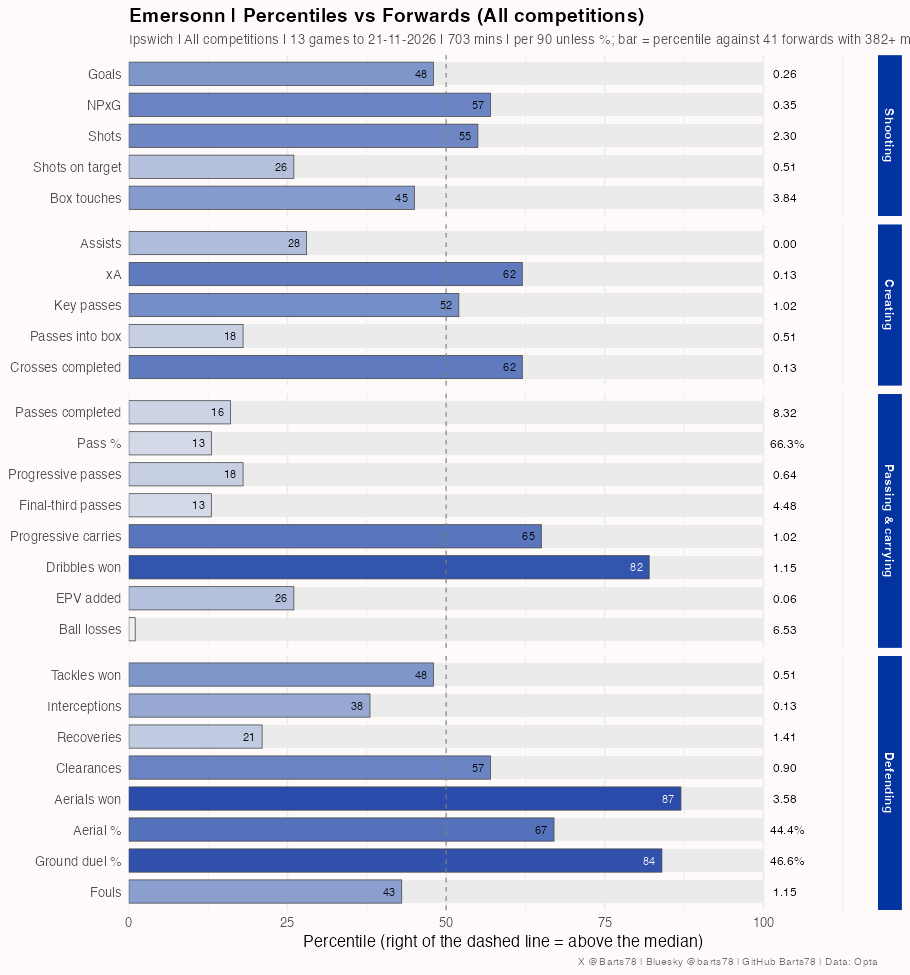 Emersonn | Percentiles vs Forwards (All competitions)
Ipswich | All competitions | 13 games to 21-11-2026 | 703 mins | per 90 unless %; bar = percentile against 41 forwards with 382+ m
Goals 48 0.26
NPxG 57 0.35
Shots 55 2.30
Shots on target 26 0.51
Box touches 45 3.84
Shooting
Assists 28 0.00
xA 62 0.13
Key passes 52 1.02
Passes into box 18 0.51
Crosses completed 62 0.13
Creating
Passes completed 16 8.32
Pass % 13 66.3%
Progressive passes 18 0.64
Final-third passes 13 4.48
Progressive carries 65 1.02
Dribbles won 82 1.15
EPV added 26 0.06
Ball losses 6.53
Passing & carrying
Tackles won 48 0.51
Interceptions 38 0.13
Recoveries 21 1.41
Clearances 57 0.90
Aerials won 87 3.58
Aerial % 67 44.4%
Ground duel % 84 46.6%
Fouls 43 1.15
Defending
0 25 50 75 100
Percentile (right of the dashed line = above the median)
X @Barts78 | Bluesky @barts78 | GitHub Barts78 | Data: Opta